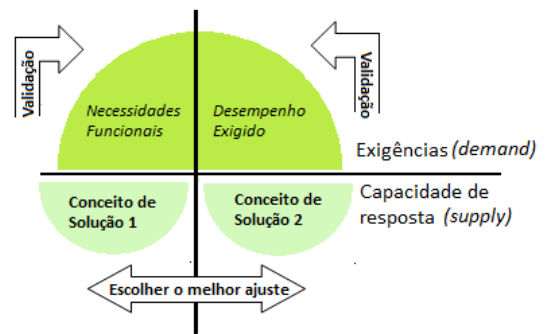 Validação
Validação
Necessidades
Funcionais
Desempenho
Exigido
Exigências (demand)
Conceito de
Solução 1
Conceito de
Solução 2
Capacidade de
resposta (supply)
Escolher o melhor ajuste